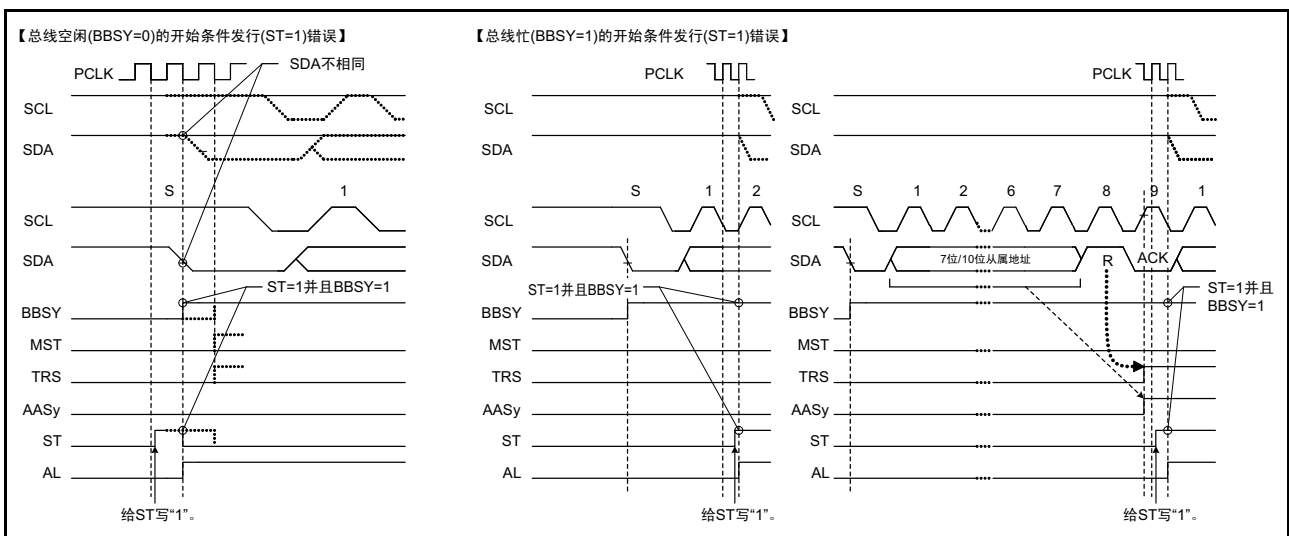 【总线空闲(BBSY=0)的开始条件发行(ST=1)错误】
PCLK
SDA不相同
SCL
SDA
S 1
SCL
SDA
ST=1并且BBSY=1
BBSY
MST
TRS
AASy
ST
AL
给ST写“1”。
【总线忙(BBSY=1)的开始条件发行(ST=1)错误】
PCLK
SCL
SDA
S 1 2
SCL
SDA
ST=1并且BBSY=1
BBSY
MST
TRS
AASy
ST
AL
给ST写“1”。
PCLK
SCL
SDA
S 1 2 6 7 8 9 1
SCL
SDA 7位/10位从属地址 R ACK
ST=1并且
BBSY=1
BBSY
MST
TRS
AASy
ST
AL
给ST写“1”。